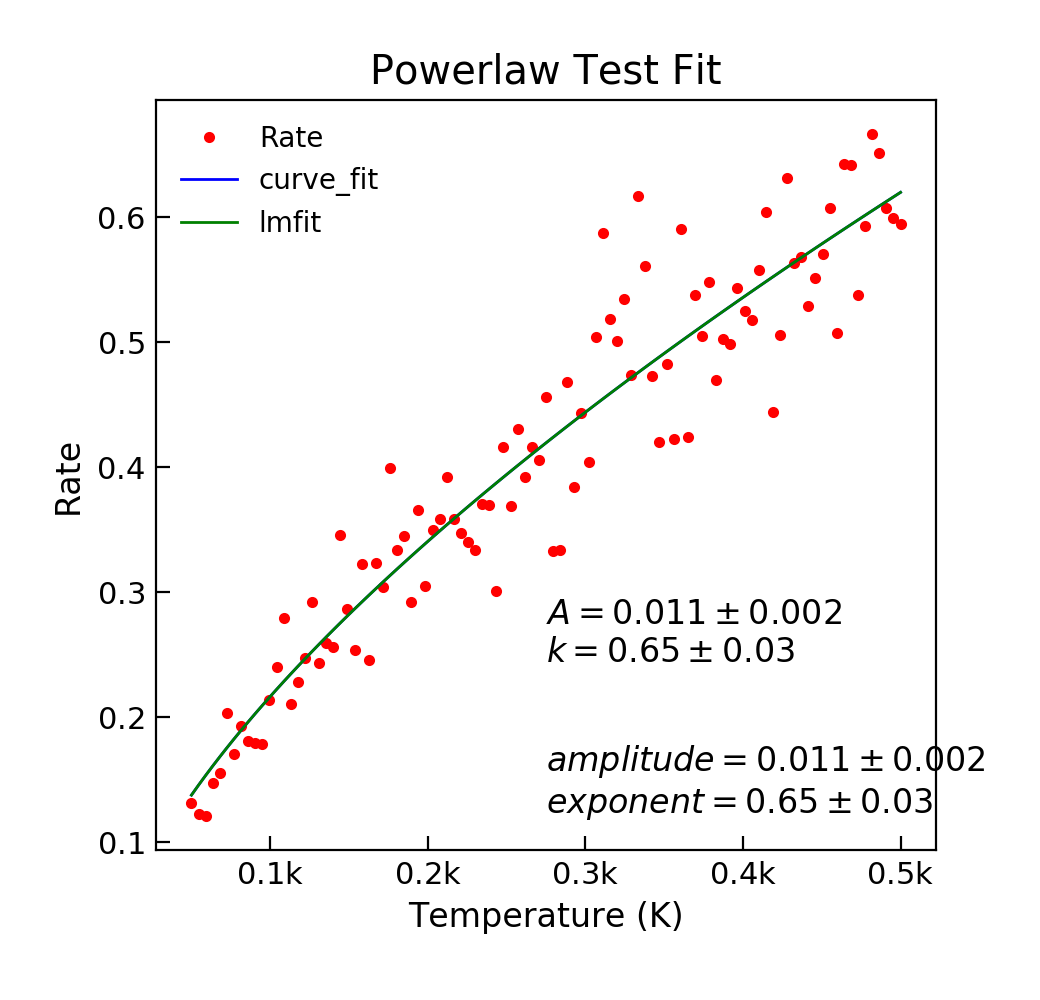 Powerlaw Test Fit
Rate
curve_fit
lmfit
0.6
0.5
0.4
0.3
0.2
0.1
Rate
A = 0.011 ± 0.002
k = 0.65 ± 0.03
amplitude = 0.011 ± 0.002
exponent = 0.65 ± 0.03
0.1k 0.2k 0.3k 0.4k 0.5k
Temperature (K)